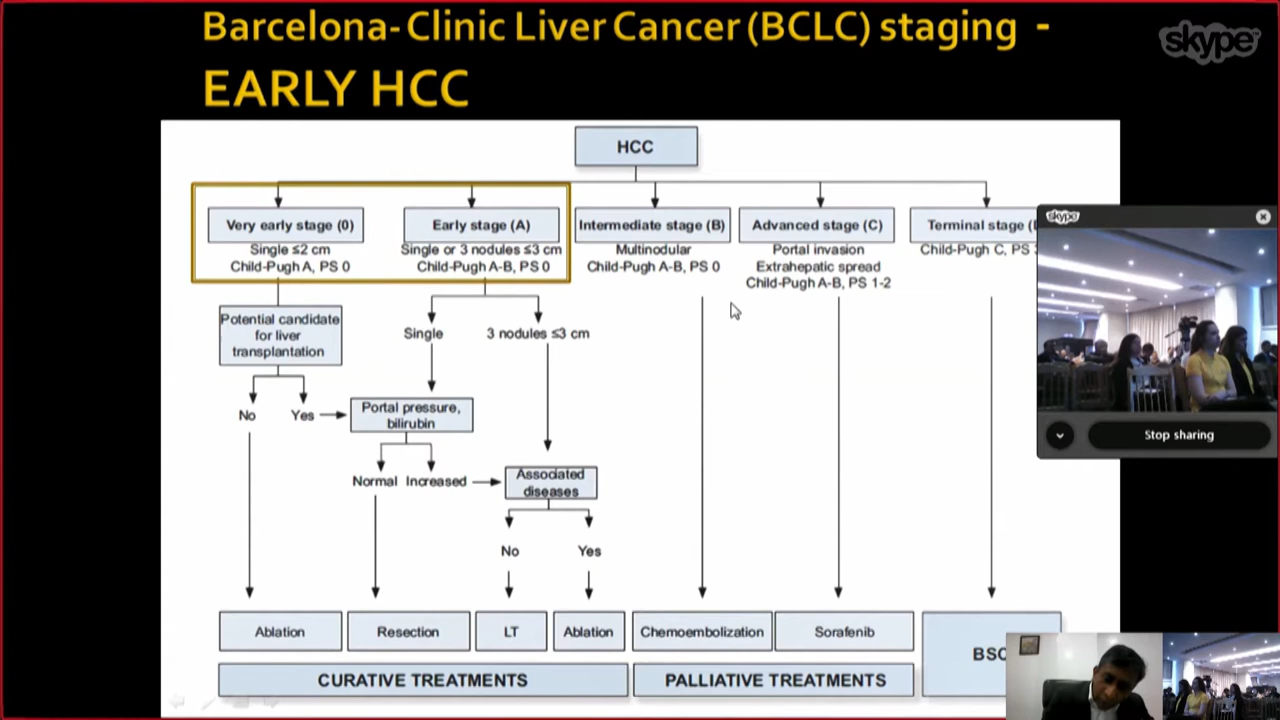 Barcelona-Clinic Liver Cancer (BCLC) staging -
EARLY HCC
skype
HCC
Very early stage (0)
Single ≤2 cm
Child-Pugh A, PS 0
Early stage (A)
Single or 3 nodules ≤3 cm
Child-Pugh A-B, PS 0
Intermediate stage (B)
Multinodular
Child-Pugh A-B, PS 0
Advanced stage (C)
Portal invasion
Extrahepatic spread
Child-Pugh A-B, PS 1-2
Terminal stage
Child-Pugh C, PS
skype
Stop sharing
Potential candidate
for liver
transplantation
No
Yes
Single
3 nodules ≤3 cm
Portal pressure,
bilirubin
Normal
Increased
Associated
diseases
No
Yes
Ablation
Resection
LT
Ablation
Chemoembolization
Sorafenib
BSC
CURATIVE TREATMENTS
PALLIATIVE TREATMENTS